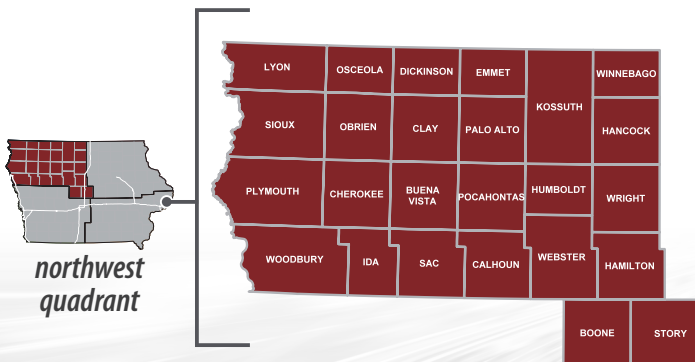 LYON
OSCEOLA
DICKINSON
EMMET
KOSSUTH
WINNEBAGO
SIOUX
OBRIEN
CLAY
PALO ALTO
HANCOCK
PLYMOUTH
CHEROKEE
BUENA
VISTA
POCAHONTAS
HUMBOLDT
WRIGHT
WOODBURY
IDA
SAC
CALHOUN
WEBSTER
HAMILTON
BOONE
STORY
northwest
quadrant